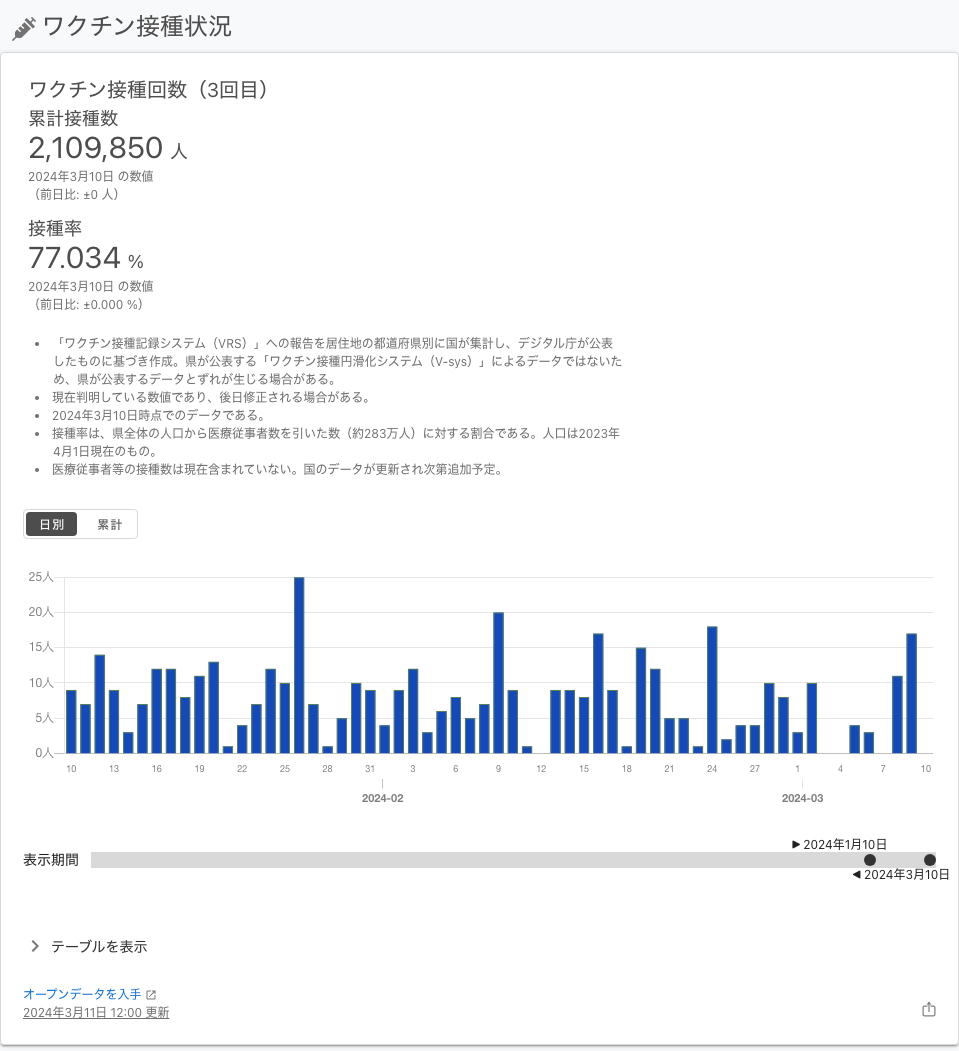 ワクチン接種状況
ワクチン接種回数（3回目）
累計接種数
2,109,850 人
2024年3月10日 の数値
（前日比: ±0 人）
接種率
77.034 %
2024年3月10日 の数値
（前日比: ±0.000 %）
• 「ワクチン接種記録システム（VRS）」への報告を居住地の都道府県別に国が集計し、デジタル庁が公表
したものに基づき作成。県が公表する「ワクチン接種円滑化システム（V-sys）」によるデータではないた
め、県が公表するデータとずれが生じる場合がある。
• 現在判明している数値であり、後日修正される場合がある。
• 2024年3月10日時点でのデータである。
• 接種率は、県全体の人口から医療従事者数を引いた数（約283万人）に対する割合である。人口は2023年
4月1日現在のもの。
• 医療従事者等の接種数は現在含まれていない。国のデータが更新され次第追加予定。
日別 累計
25人
20人
15人
10人
5人
0人
10 13 16 19 22 25 28 31 3 6 9 12 15 18 21 24 27 1 4 7 10
2024-02 2024-03
▶ 2024年1月10日
表示期間
◀ 2024年3月10日
テーブルを表示
オープンデータを入手
2024年3月11日 12:00 更新